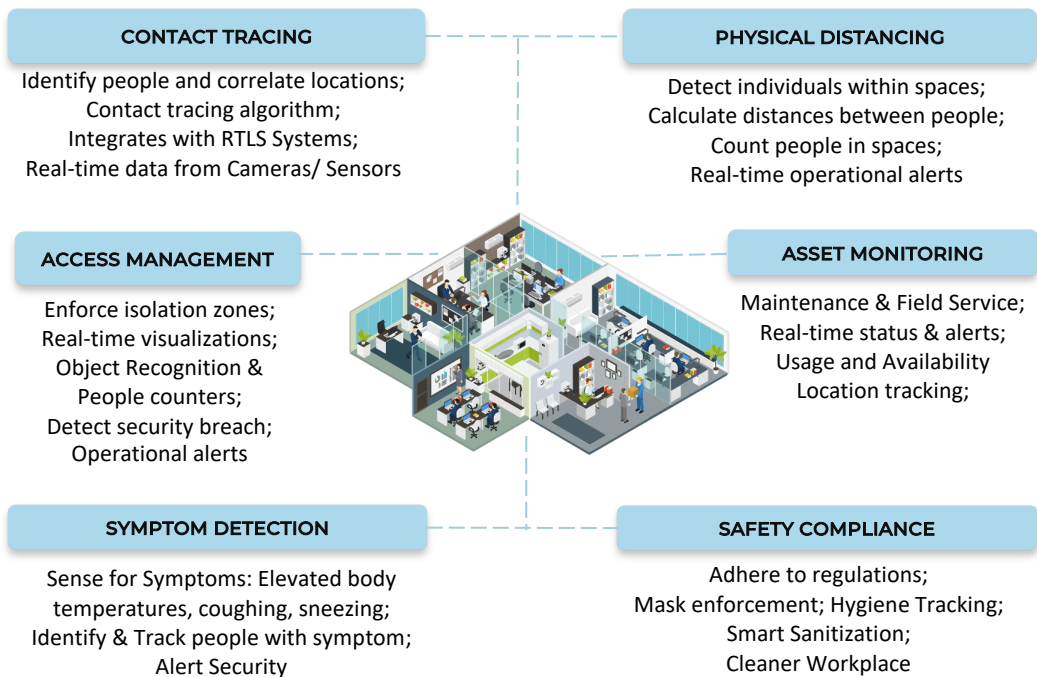 CONTACT TRACING
Identify people and correlate locations;
Contact tracing algorithm;
Integrates with RTLS Systems;
Real-time data from Cameras/ Sensors
PHYSICAL DISTANCING
Detect individuals within spaces;
Calculate distances between people;
Count people in spaces;
Real-time operational alerts
ACCESS MANAGEMENT
Enforce isolation zones;
Real-time visualizations;
Object Recognition &
People counters;
Detect security breach;
Operational alerts
ASSET MONITORING
Maintenance & Field Service;
Real-time status & alerts;
Usage and Availability
Location tracking;
SYMPTOM DETECTION
Sense for Symptoms: Elevated body
temperatures, coughing, sneezing;
Identify & Track people with symptom;
Alert Security
SAFETY COMPLIANCE
Adhere to regulations;
Mask enforcement; Hygiene Tracking;
Smart Sanitization;
Cleaner Workplace